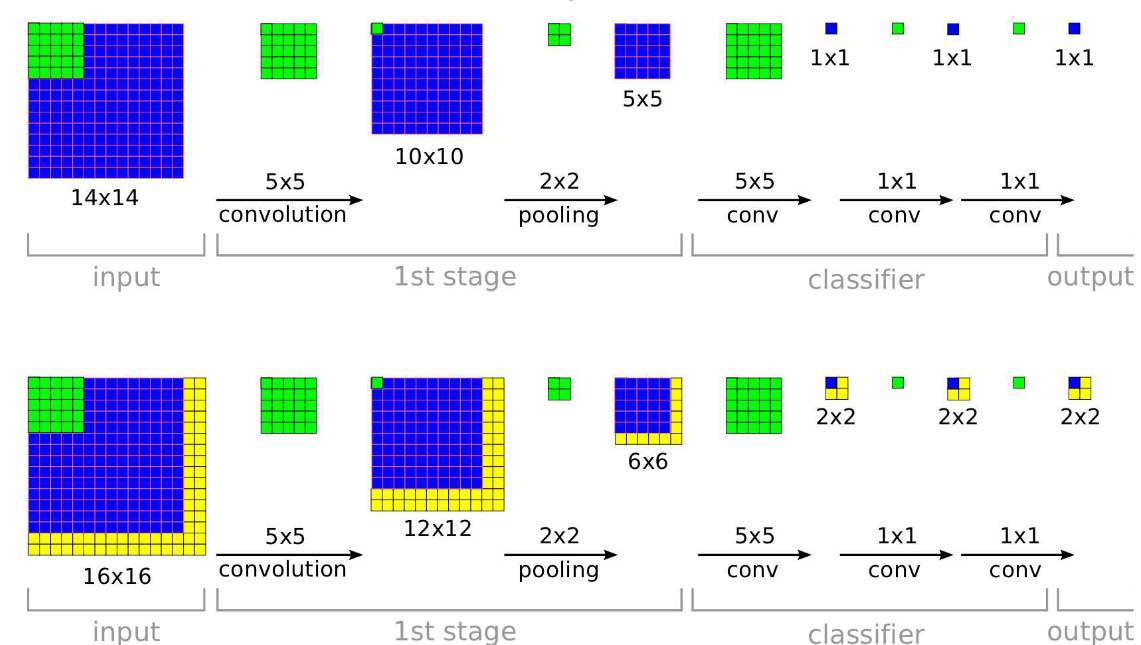 1x1
1x1
1x1
5x5
10x10
14x14
5x5
2x2
5x5
1x1
1x1
convolution
pooling
conv
conv
conv
input
1st stage
classifier
output
2x2
2x2
2x2
6x6
12x12
16x16
5x5
2x2
5x5
1x1
1x1
convolution
pooling
conv
conv
conv
input
1st stage
classifier
output